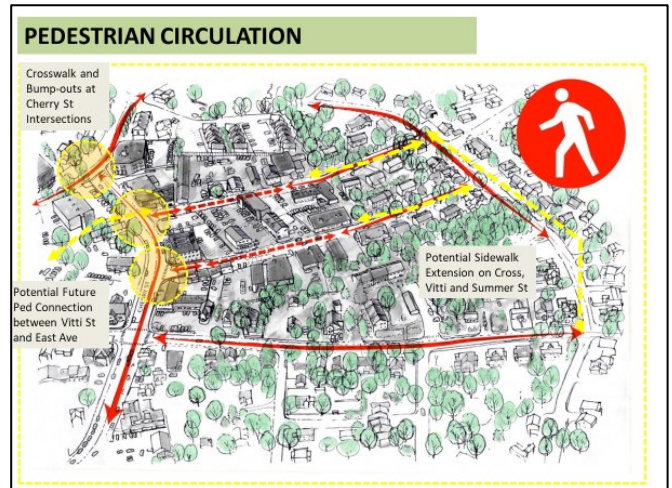 PEDESTRIAN CIRCULATION
Crosswalk and
Bump-outs at
Cherry St
Intersections
Potential Sidewalk
Extension on Cross,
Vitti and Summer St
Potential Future
Ped Connection
between Vitti St
and East Ave